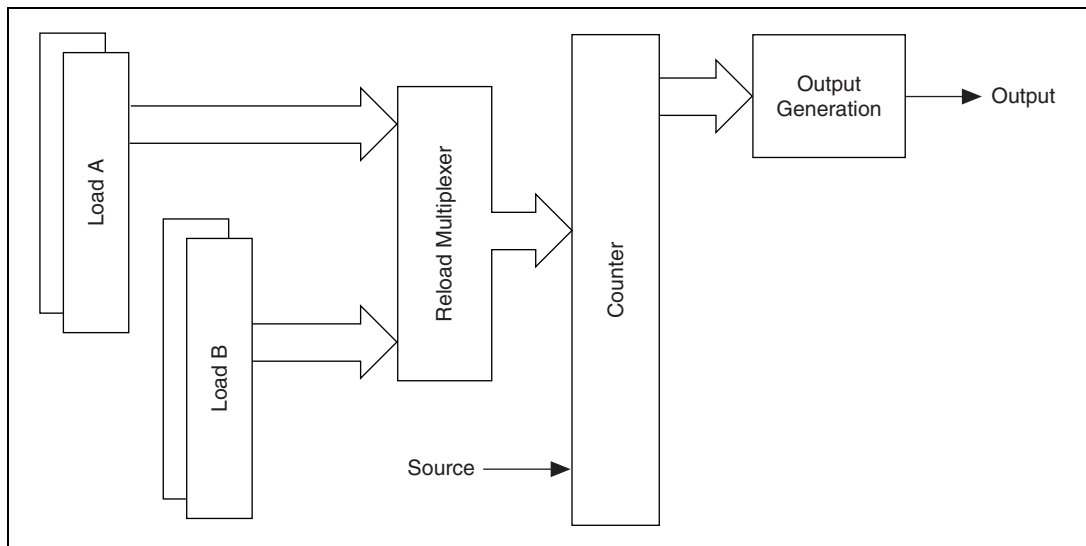 Load A
Load B
Reload Multiplexer
Counter
Source
Output
Generation
Output